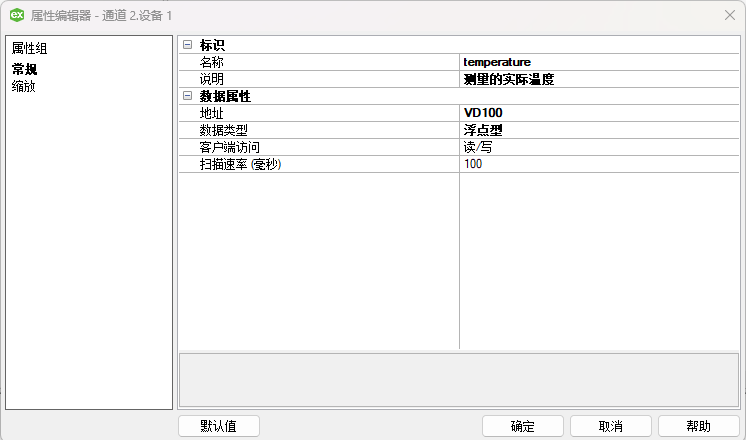 ex 属性编辑器 - 通道 2.设备 1
属性组
常规
缩放
标识
名称 temperature
说明 测量的实际温度
数据属性
地址 VD100
数据类型 浮点型
客户端访问 读/写
扫描速率 (毫秒) 100
默认值 确定 取消 帮助